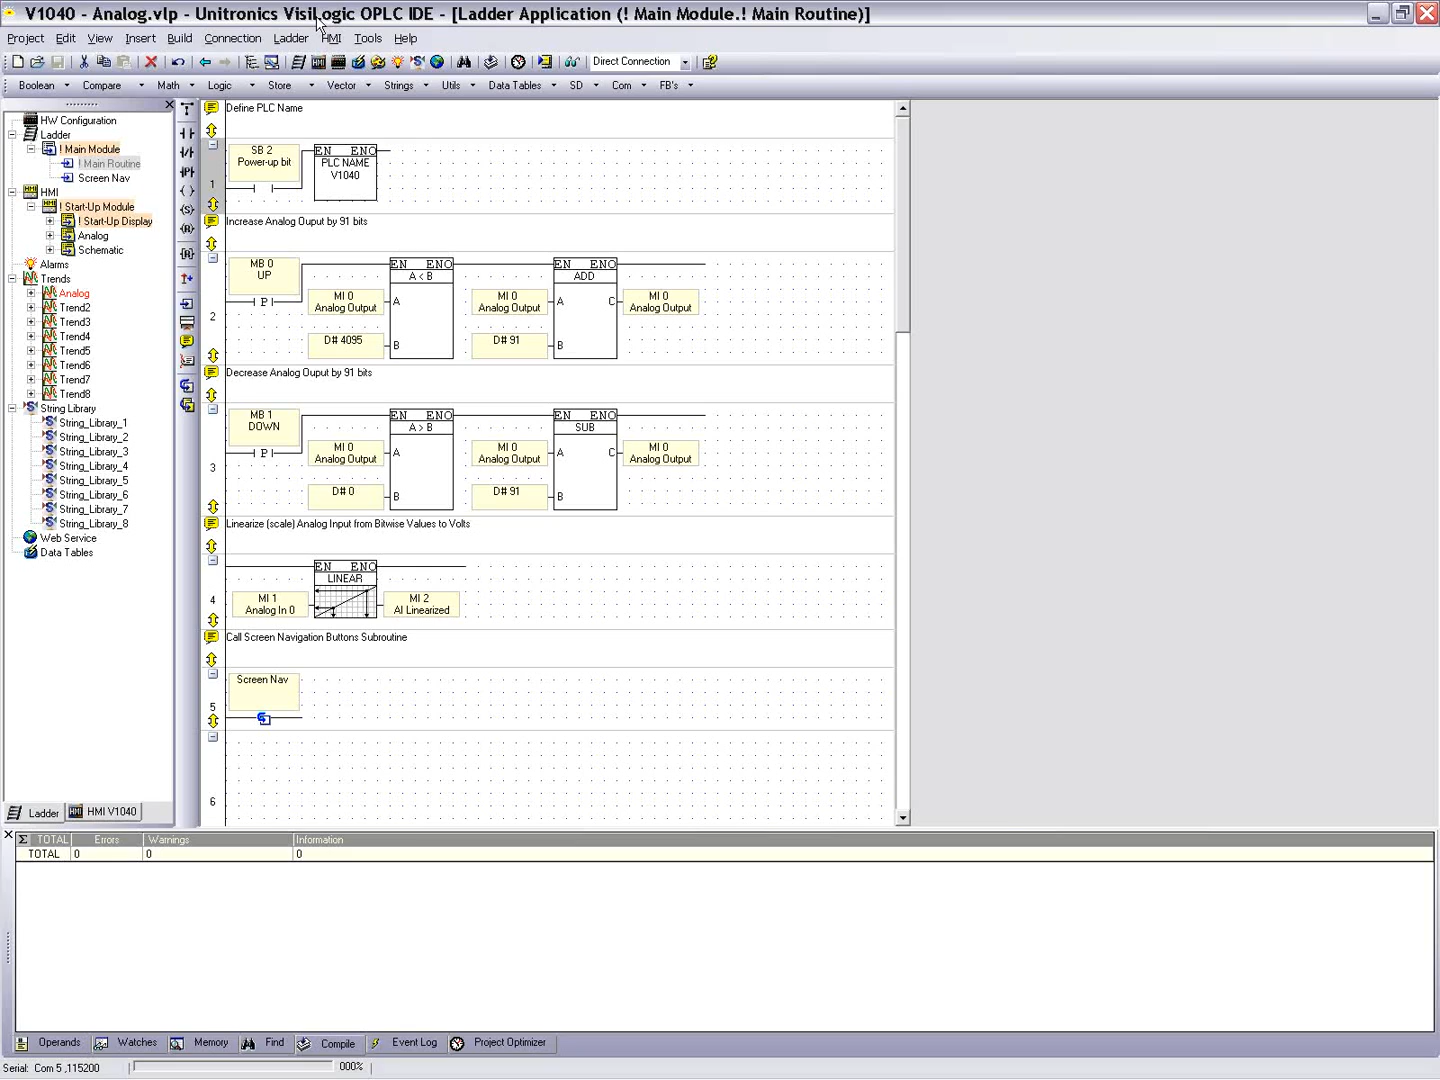 V1040 - Analog.vlp - Unitronics VisiLogic OPLC IDE - [Ladder Application (! Main Module.! Main Routine)]
Project Edit View Insert Build Connection Ladder HMI Tools Help
Direct Connection
Boolean Compare Math Logic Store Vector Strings Utils Data Tables SD Com FB's
HW Configuration
Ladder
! Main Module
! Main Routine
Screen Nav
HMI
! Start-Up Module
! Start-Up Display
Analog
Schematic
Alarms
Trends
Analog
Trend2
Trend3
Trend4
Trend5
Trend6
Trend7
Trend8
String Library
String_Library_1
String_Library_2
String_Library_3
String_Library_4
String_Library_5
String_Library_6
String_Library_7
String_Library_8
Web Service
Data Tables
Ladder HMI V1040
Define PLC Name
SB 2
Power-up bit
EN ENO
PLC NAME
V1040
1
Increase Analog Ouput by 91 bits
MB 0
UP
P
EN ENO
A < B
MI 0
Analog Output
A
D# 4095
B
EN ENO
ADD
MI 0
Analog Output
A
C
MI 0
Analog Output
D# 91
B
2
Decrease Analog Ouput by 91 bits
MB 1
DOWN
P
EN ENO
A > B
MI 0
Analog Output
A
D# 0
B
EN ENO
SUB
MI 0
Analog Output
A
C
MI 0
Analog Output
D# 91
B
3
Linearize (scale) Analog Input from Bitwise Values to Volts
EN ENO
LINEAR
MI 1
Analog In 0
MI 2
AI Linearized
4
Call Screen Navigation Buttons Subroutine
Screen Nav
5
6
Σ TOTAL Errors Warnings Information
TOTAL 0 0 0
Operands Watches Memory Find Compile Event Log Project Optimizer
Serial: Com 5 ,115200 000%